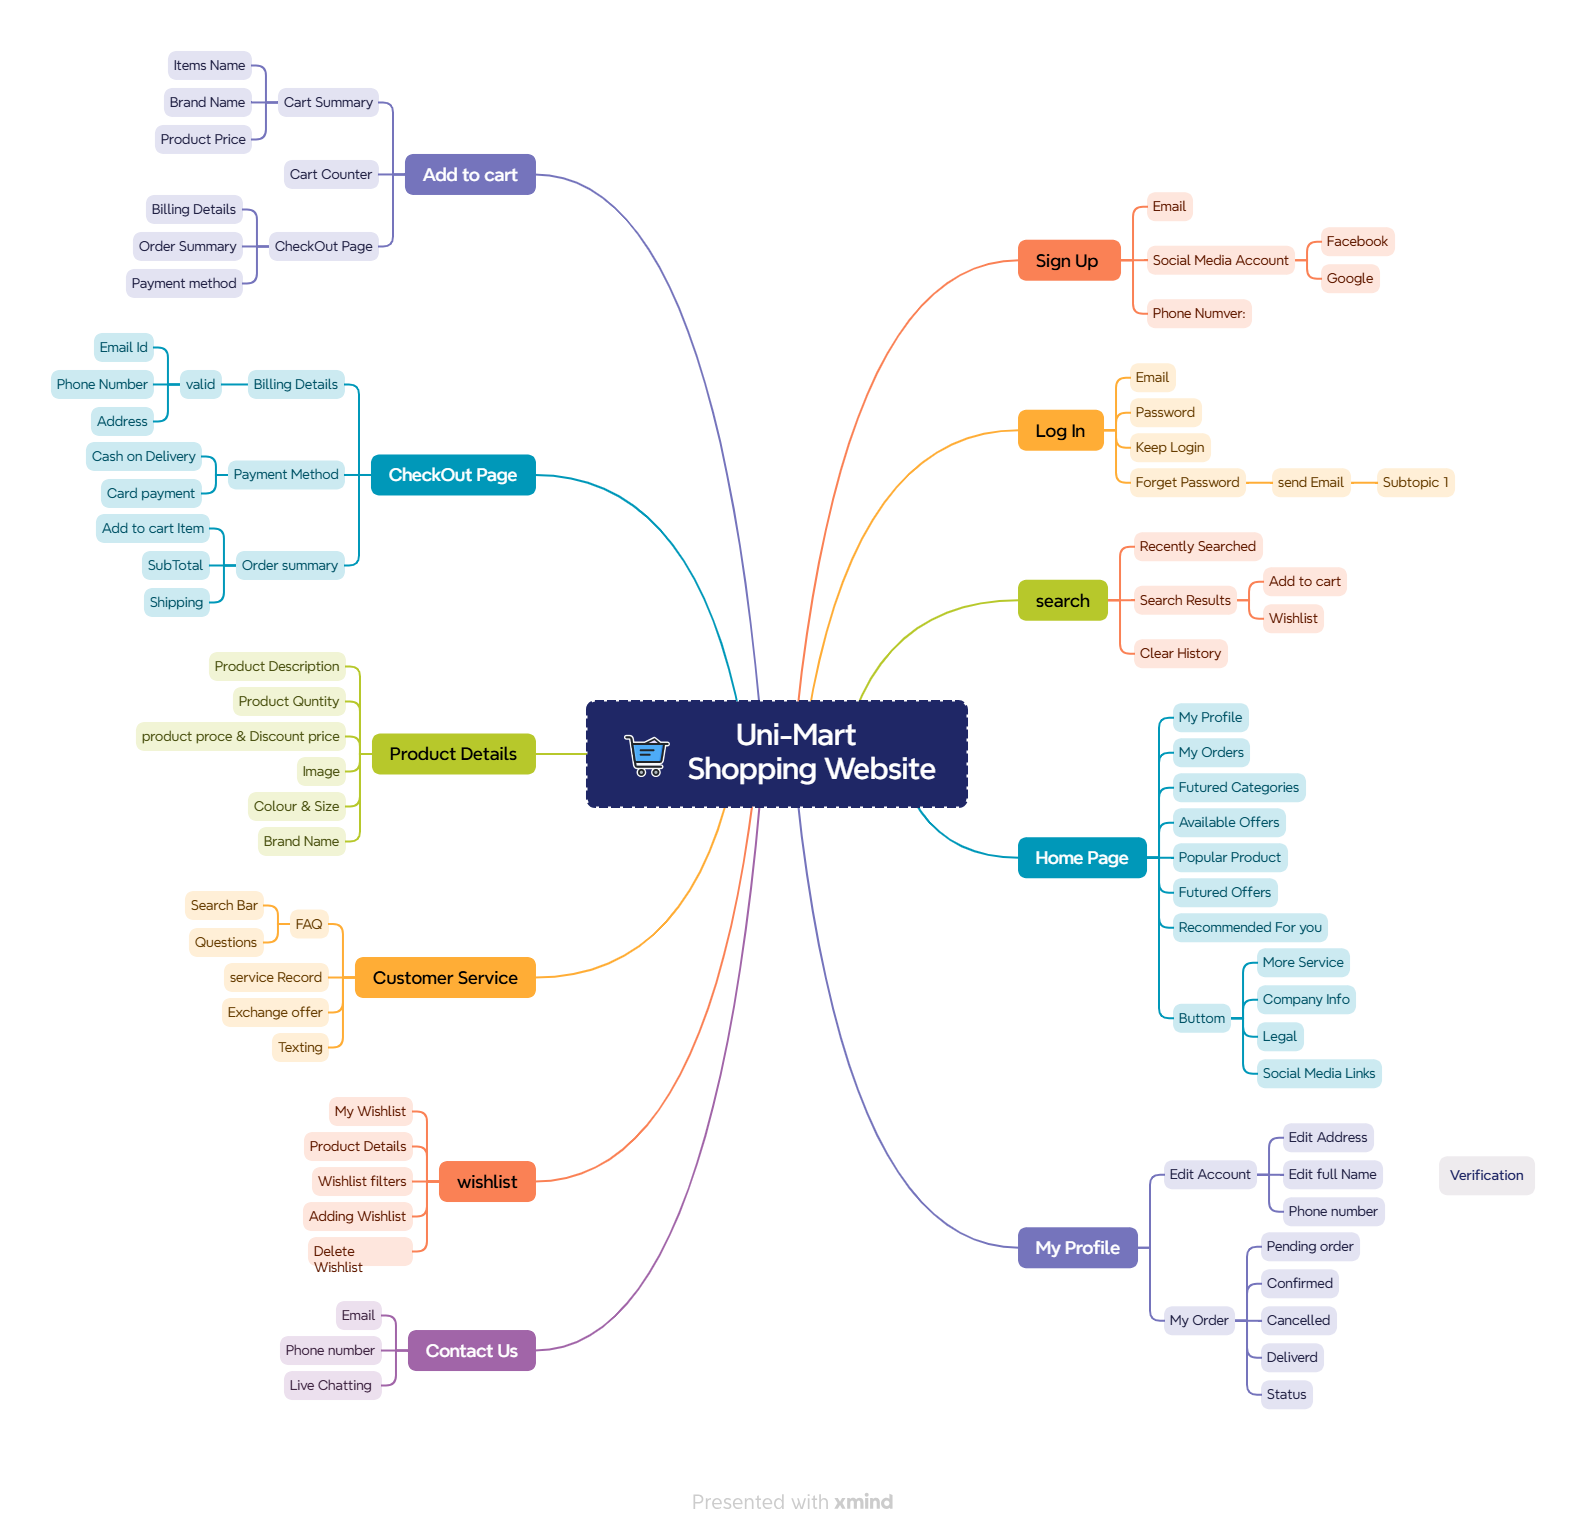 Uni-Mart
Shopping Website
Add to cart
Cart Summary
Items Name
Brand Name
Product Price
Cart Counter
CheckOut Page
Billing Details
Order Summary
Payment method
CheckOut Page
Billing Details
valid
Email Id
Phone Number
Address
Payment Method
Cash on Delivery
Card payment
Order summary
Add to cart Item
SubTotal
Shipping
Product Details
Product Description
Product Quntity
product proce & Discount price
Image
Colour & Size
Brand Name
Customer Service
FAQ
Search Bar
Questions
service Record
Exchange offer
Texting
wishlist
My Wishlist
Product Details
Wishlist filters
Adding Wishlist
Delete
Wishlist
Contact Us
Email
Phone number
Live Chatting
Sign Up
Email
Social Media Account
Facebook
Google
Phone Numver:
Log In
Email
Password
Keep Login
Forget Password
send Email
Subtopic 1
search
Recently Searched
Search Results
Add to cart
Wishlist
Clear History
Home Page
My Profile
My Orders
Futured Categories
Available Offers
Popular Product
Futured Offers
Recommended For you
Buttom
More Service
Company Info
Legal
Social Media Links
My Profile
Edit Account
Edit Address
Edit full Name
Phone number
My Order
Pending order
Confirmed
Cancelled
Deliverd
Status
Verification
Presented with xmind